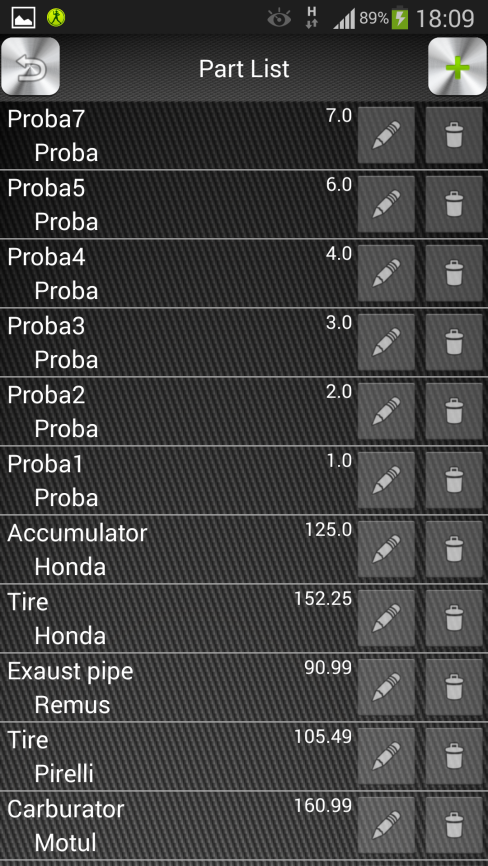 H 89% 18:09
Part List
Proba7 7.0
Proba
Proba5 6.0
Proba
Proba4 4.0
Proba
Proba3 3.0
Proba
Proba2 2.0
Proba
Proba1 1.0
Proba
Accumulator 125.0
Honda
Tire 152.25
Honda
Exaust pipe 90.99
Remus
Tire 105.49
Pirelli
Carburator 160.99
Motul